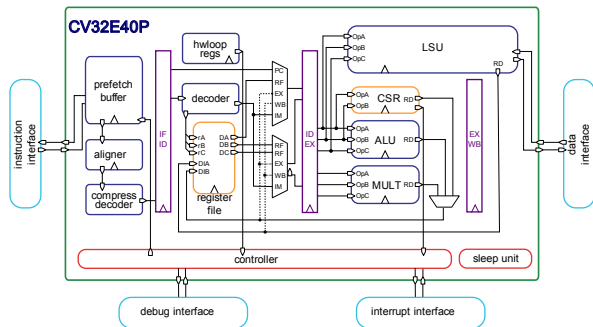 CV32E40P
hwloop
regs
LSU
OpA
OpB
OpC
RD
prefetch
buffer
IF
ID
decoder
PC
RF
EX
WB
IM
ID
EX
OpA
OpB
CSR
RD
EX
WB
instruction
interface
data
interface
aligner
rA
rB
rC
DA
DB
DC
DIA
DIB
RF
RF
EX
WB
IM
OpA
OpB
OpC
ALU
RD
compress
decoder
register
file
OpA
OpB
OpC
MULT
RD
controller
sleep unit
debug interface
interrupt interface